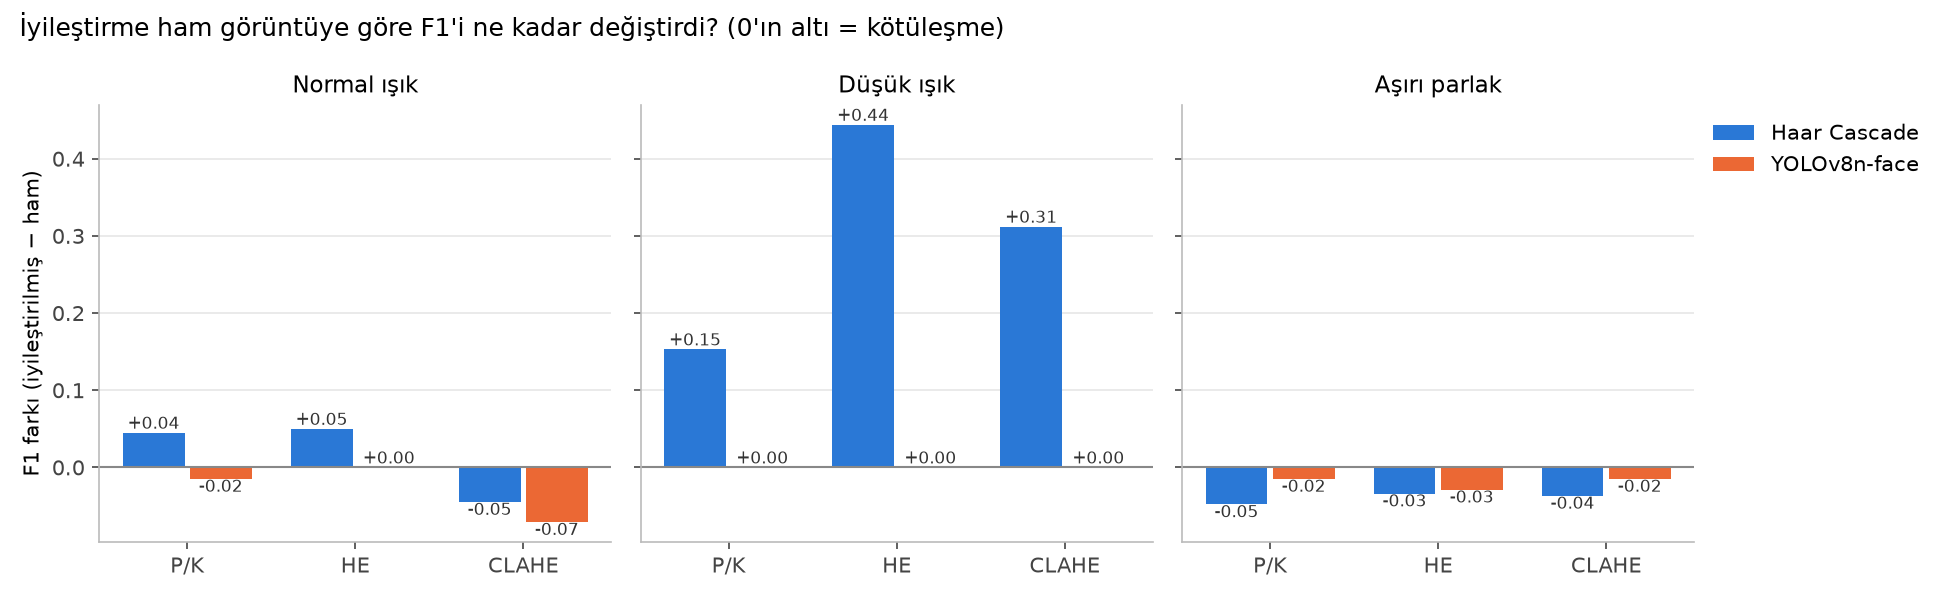 İyileştirme ham görüntüye göre F1'i ne kadar değiştirdi? (0'ın altı = kötüleşme)
Normal ışık
Düşük ışık
Aşırı parlak
Haar Cascade
YOLOv8n-face
F1 farkı (iyileştirilmiş − ham)
0.4
0.3
0.2
0.1
0.0
+0.04
-0.02
+0.05
+0.00
-0.05
-0.07
+0.15
+0.00
+0.44
+0.00
+0.31
+0.00
-0.05
-0.02
-0.03
-0.03
-0.04
-0.02
P/K
HE
CLAHE
P/K
HE
CLAHE
P/K
HE
CLAHE